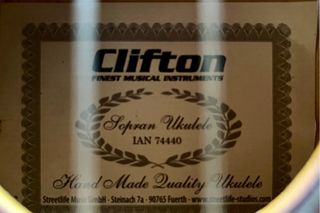 Clifton
FINEST MUSICAL INSTRUMENTS
Sopran Ukulele
IAN 74440
Hand Made Quality Ukulele
Streetlife Music GmbH - Steinach 7a - 90765 Fuerth - www.streetlife-studios.com